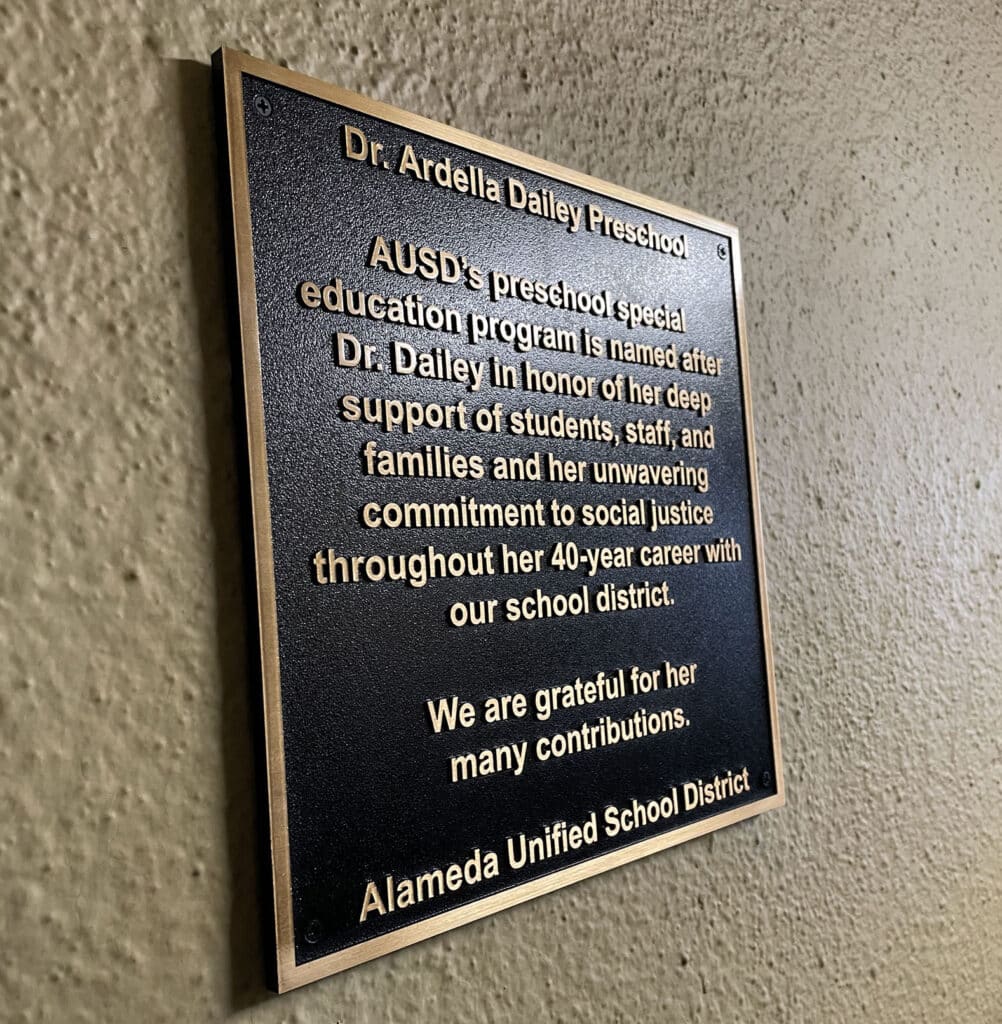 Dr. Ardella Dailey Preschool
AUSD's preschool special
education program is named after
Dr. Dailey in honor of her deep
support of students, staff, and
families and her unwavering
commitment to social justice
throughout her 40-year career with
our school district.
We are grateful for her
many contributions.
Alameda Unified School District